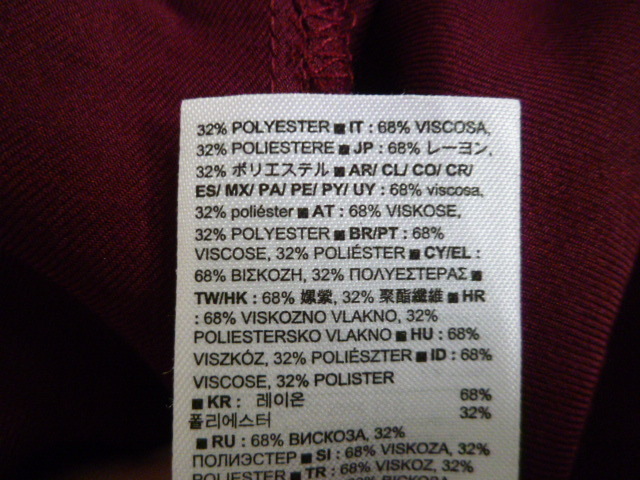 32% POLYESTER ■ IT : 68% VISCOSA,
32% POLIESTERE ■ JP : 68% レーヨン,
32% ポリエステル ■ AR/ CL/ CO/ CR/
ES/ MX/ PA/ PE/ PY/ UY : 68% viscosa,
32% poliéster ■ AT : 68% VISKOSE,
32% POLYESTER ■ BR/PT : 68%
VISCOSE, 32% POLIÉSTER ■ CY/EL :
68% ΒΙΣΚΟΖΗ, 32% ΠΟΛΥΕΣΤΕΡΑΣ ■
TW/HK : 68% 嫘縈, 32% 聚酯纖維 ■ HR
: 68% VISKOZNO VLAKNO, 32%
POLIESTERSKO VLAKNO ■ HU : 68%
VISZKÓZ, 32% POLIÉSZTER ■ ID : 68%
VISCOSE, 32% POLISTER
■ KR : 레이온 68%
폴리에스터 32%
■ RU : 68% ВИСКОЗА, 32%
ПОЛИЭСТЕР ■ SI : 68% VISKOZA, 32%
POLIESTER ■ TR : 68% VISKOZ, 32%